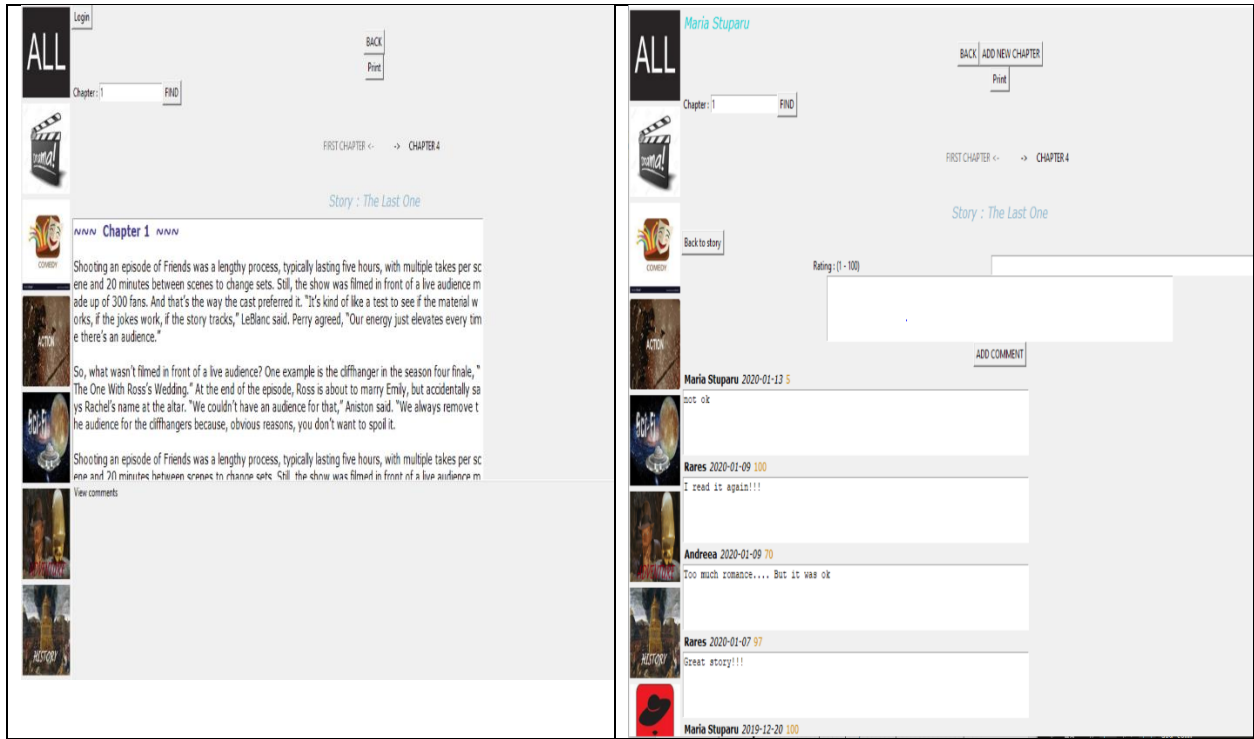 Login
ALL
BACK
Print
Chapter: 1 FIND
FIRST CHAPTER <- -> CHAPTER 4
Story : The Last One
~~~ Chapter 1 ~~~
Shooting an episode of Friends was a lengthy process, typically lasting five hours, with multiple takes per sc
ene and 20 minutes between scenes to change sets. Still, the show was filmed in front of a live audience m
ade up of 300 fans. And that's the way the cast preferred it. "It's kind of like a test to see if the material w
orks, if the jokes work, if the story tracks," LeBlanc said. Perry agreed, "Our energy just elevates every tim
e there's an audience."
So, what wasn't filmed in front of a live audience? One example is the cliffhanger in the season four finale, "
The One With Ross's Wedding." At the end of the episode, Ross is about to marry Emily, but accidentally sa
ys Rachel's name at the altar. "We couldn't have an audience for that," Aniston said. "We always remove t
he audience for the cliffhangers because, obvious reasons, you don't want to spoil it.
Shooting an episode of Friends was a lengthy process, typically lasting five hours, with multiple takes per sc
ene and 20 minutes between scenes to change sets. Still, the show was filmed in front of a live audience m
View comments
Drama!
COMEDY
ACTION
Sci-Fi
HISTORY
Maria Stuparu
ALL
BACK ADD NEW CHAPTER
Print
Chapter: 1 FIND
FIRST CHAPTER <- -> CHAPTER 4
Story : The Last One
Back to story
Rating : (1 - 100)
ADD COMMENT
Maria Stuparu 2020-01-13 5
not ok
Rares 2020-01-09 100
I read it again!!!
Andreea 2020-01-09 70
Too much romance.... But it was ok
Rares 2020-01-07 97
Great story!!!
Maria Stuparu 2019-12-20 100
Drama!
COMEDY
ACTION
Sci-Fi
HISTORY